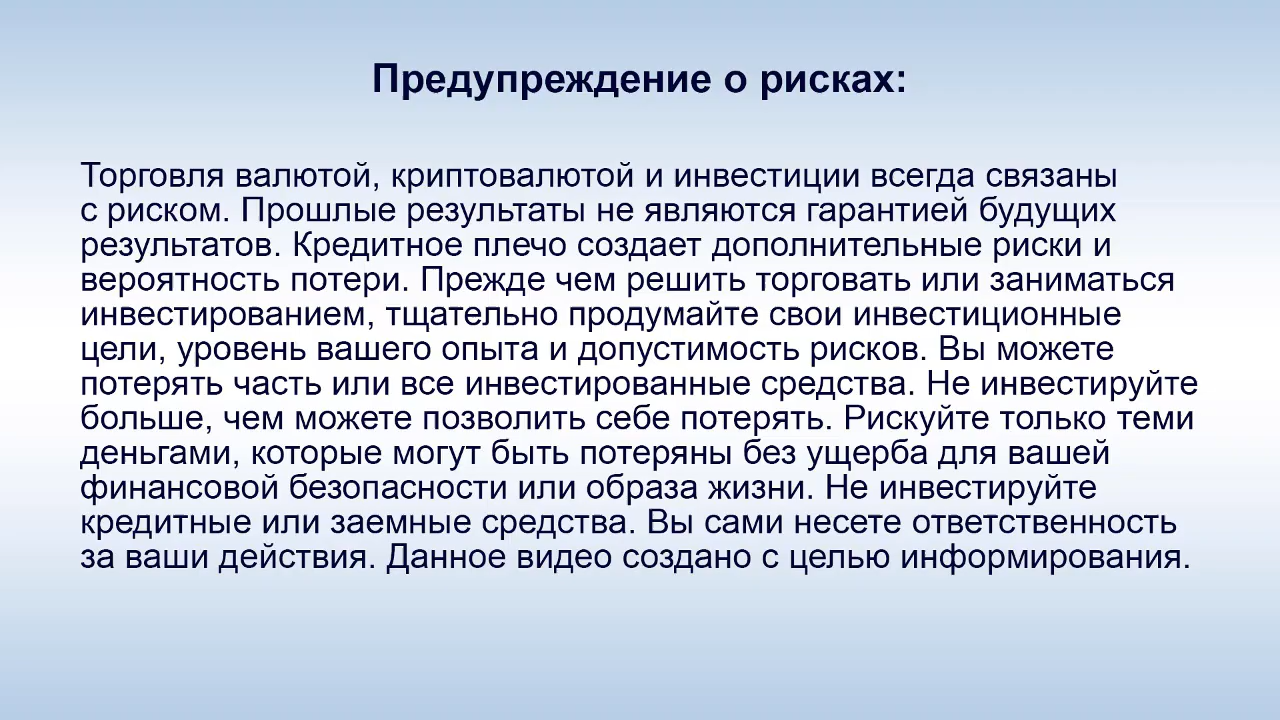 Предупреждение о рисках:
Торговля валютой, криптовалютой и инвестиции всегда связаны
с риском. Прошлые результаты не являются гарантией будущих
результатов. Кредитное плечо создает дополнительные риски и
вероятность потери. Прежде чем решить торговать или заниматься
инвестированием, тщательно продумайте свои инвестиционные
цели, уровень вашего опыта и допустимость рисков. Вы можете
потерять часть или все инвестированные средства. Не инвестируйте
больше, чем можете позволить себе потерять. Рискуйте только теми
деньгами, которые могут быть потеряны без ущерба для вашей
финансовой безопасности или образа жизни. Не инвестируйте
кредитные или заемные средства. Вы сами несете ответственность
за ваши действия. Данное видео создано с целью информирования.